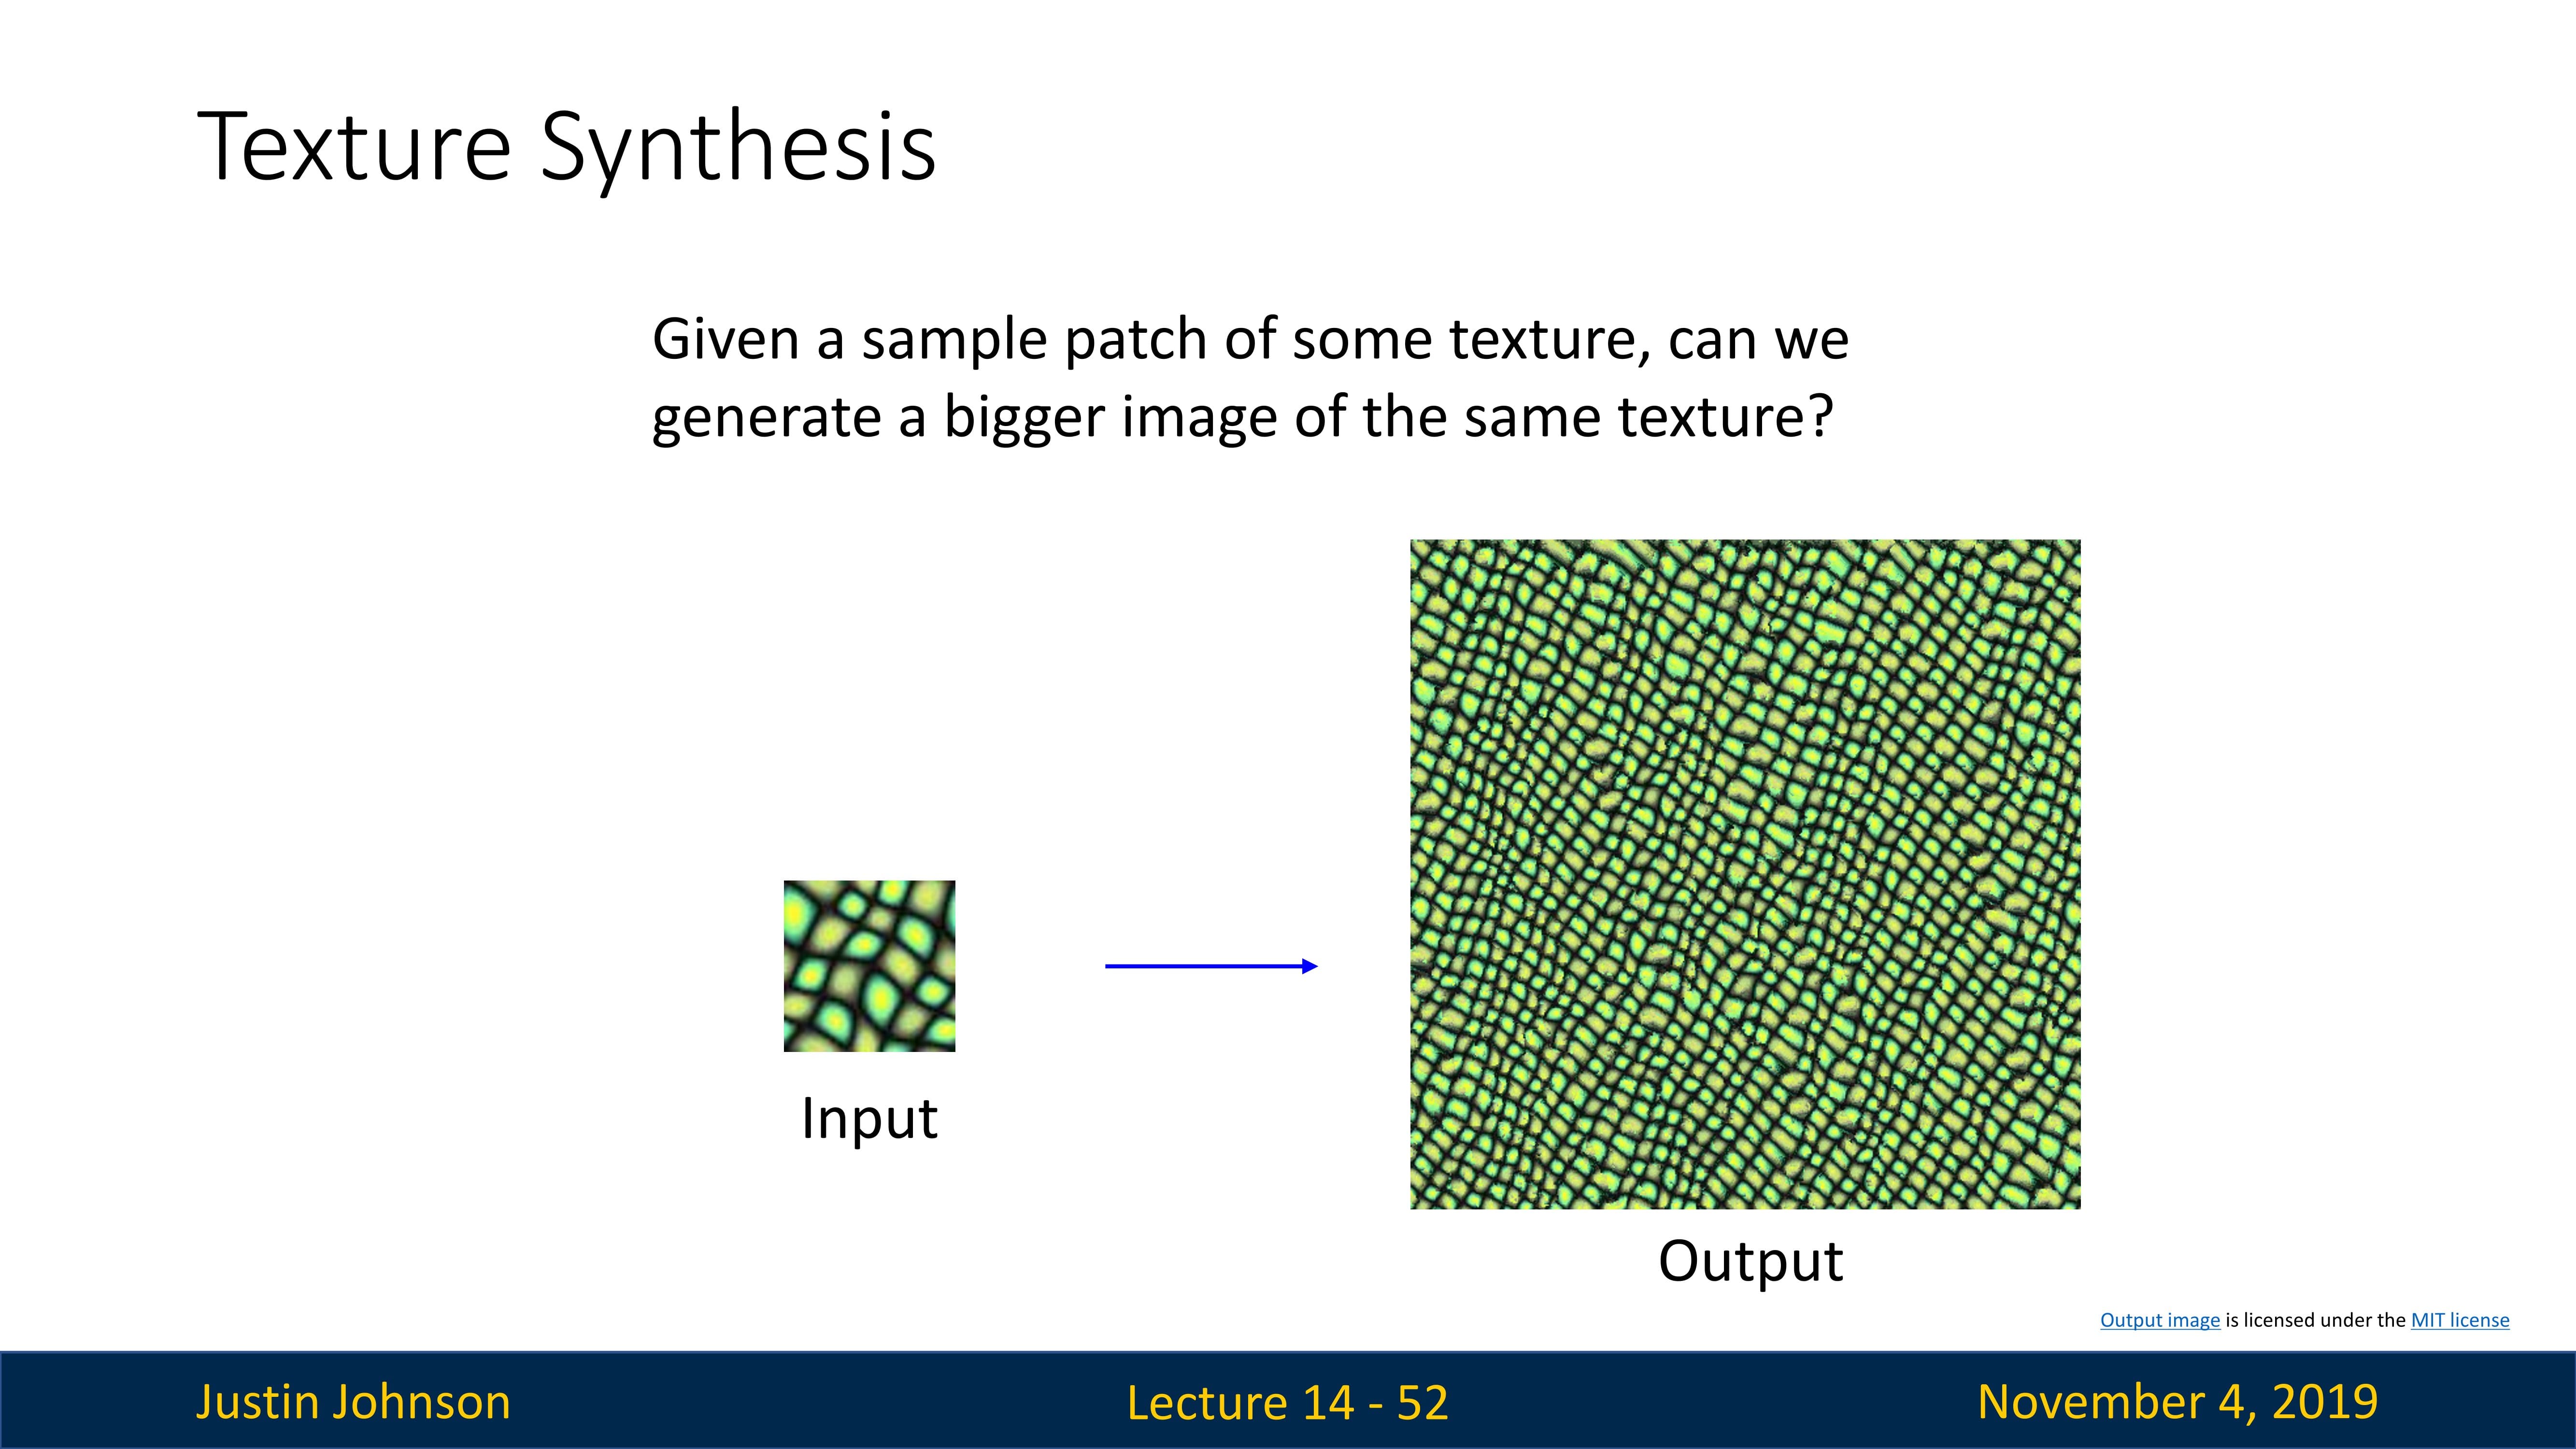 Texture Synthesis
Given a sample patch of some texture, can we
generate a bigger image of the same texture?
Input
Output
Output image is licensed under the MIT license
Justin Johnson
Lecture 14 - 52
November 4, 2019